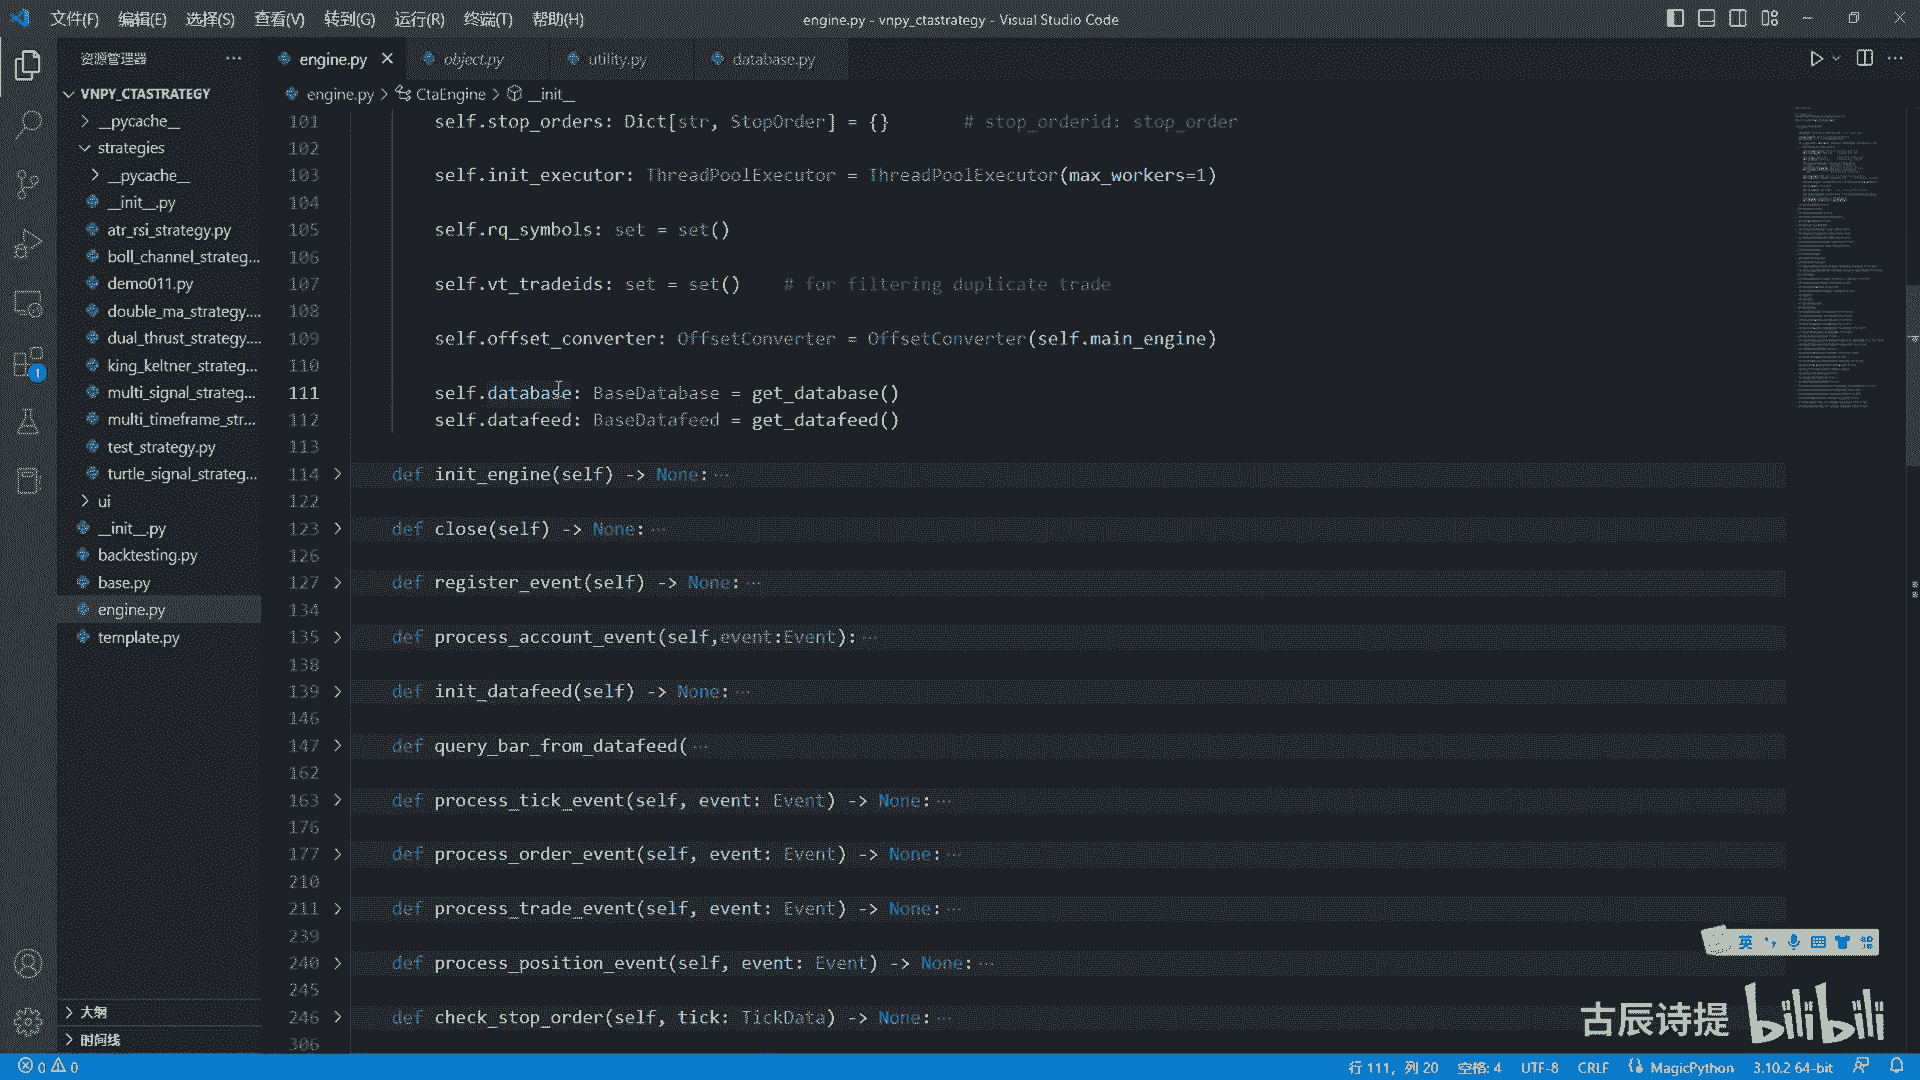 文件(F) 编辑(E) 选择(S) 查看(V) 转到(G) 运行(R) 终端(T) 帮助(H) engine.py - vnpy_ctastrategy - Visual Studio Code
资源管理器 engine.py object.py utility.py database.py
VNPY_CTASTRATEGY
__pycache__
strategies
__pycache__
__init__.py
atr_rsi_strategy.py
boll_channel_strateg...
demo011.py
double_ma_strategy....
dual_thrust_strategy....
king_keltner_strateg...
multi_signal_strateg...
multi_timeframe_str...
test_strategy.py
turtle_signal_strateg...
ui
__init__.py
backtesting.py
base.py
engine.py
template.py
大纲
时间线
1
engine.py > CtaEngine > __init__
101 self.stop_orders: Dict[str, StopOrder] = {} # stop_orderid: stop_order
102
103 self.init_executor: ThreadPoolExecutor = ThreadPoolExecutor(max_workers=1)
104
105 self.rq_symbols: set = set()
106
107 self.vt_tradeids: set = set() # for filtering duplicate trade
108
109 self.offset_converter: OffsetConverter = OffsetConverter(self.main_engine)
110
111 self.database: BaseDatabase = get_database()
112 self.datafeed: BaseDatafeed = get_datafeed()
113
114 def init_engine(self) -> None:···
122
123 def close(self) -> None:···
126
127 def register_event(self) -> None:···
134
135 def process_account_event(self,event:Event):···
138
139 def init_datafeed(self) -> None:···
146
147 def query_bar_from_datafeed(···
162
163 def process_tick_event(self, event: Event) -> None:···
176
177 def process_order_event(self, event: Event) -> None:···
210
211 def process_trade_event(self, event: Event) -> None:···
239
240 def process_position_event(self, event: Event) -> None:···
245
246 def check_stop_order(self, tick: TickData) -> None:···
306
英
古辰诗提 bilibili
0 0 行 111，列 20 空格: 4 UTF-8 CRLF MagicPython 3.10.2 64-bit